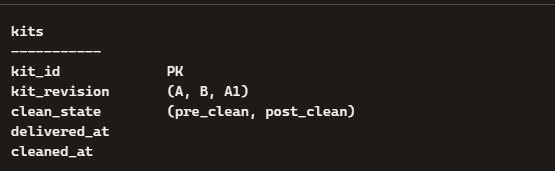 kits
-----------
kit_id PK
kit_revision (A, B, A1)
clean_state (pre_clean, post_clean)
delivered_at
cleaned_at